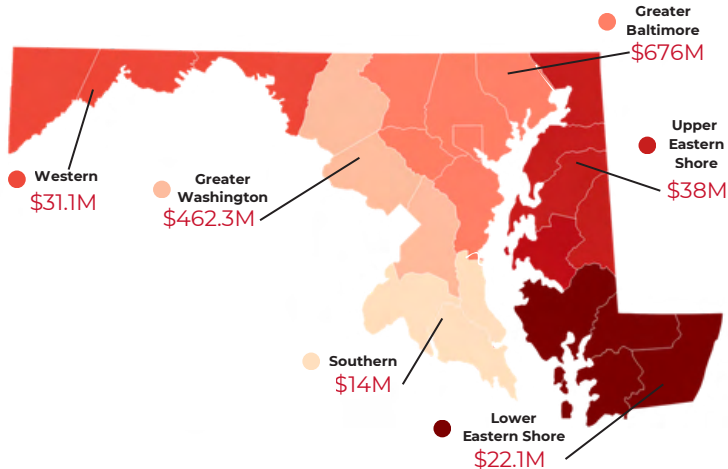 Greater
Baltimore
$676M
Upper
Eastern
Shore
$38M
Western
$31.1M
Greater
Washington
$462.3M
Southern
$14M
Lower
Eastern Shore
$22.1M